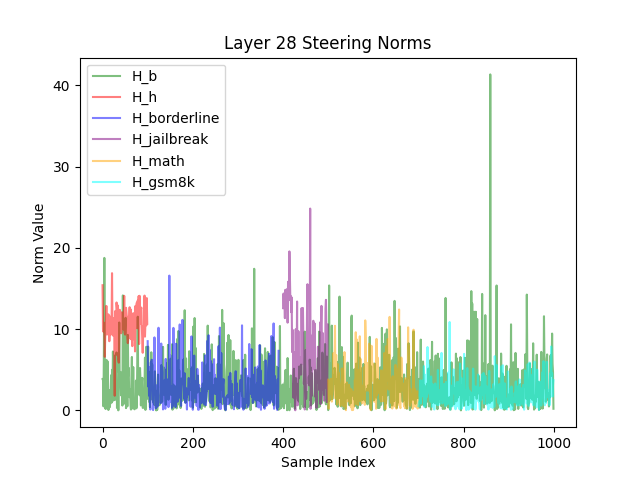 Layer 28 Steering Norms
H_b
H_h
H_borderline
H_jailbreak
H_math
H_gsm8k
Norm Value
40
30
20
10
0
0
200
400
600
800
1000
Sample Index